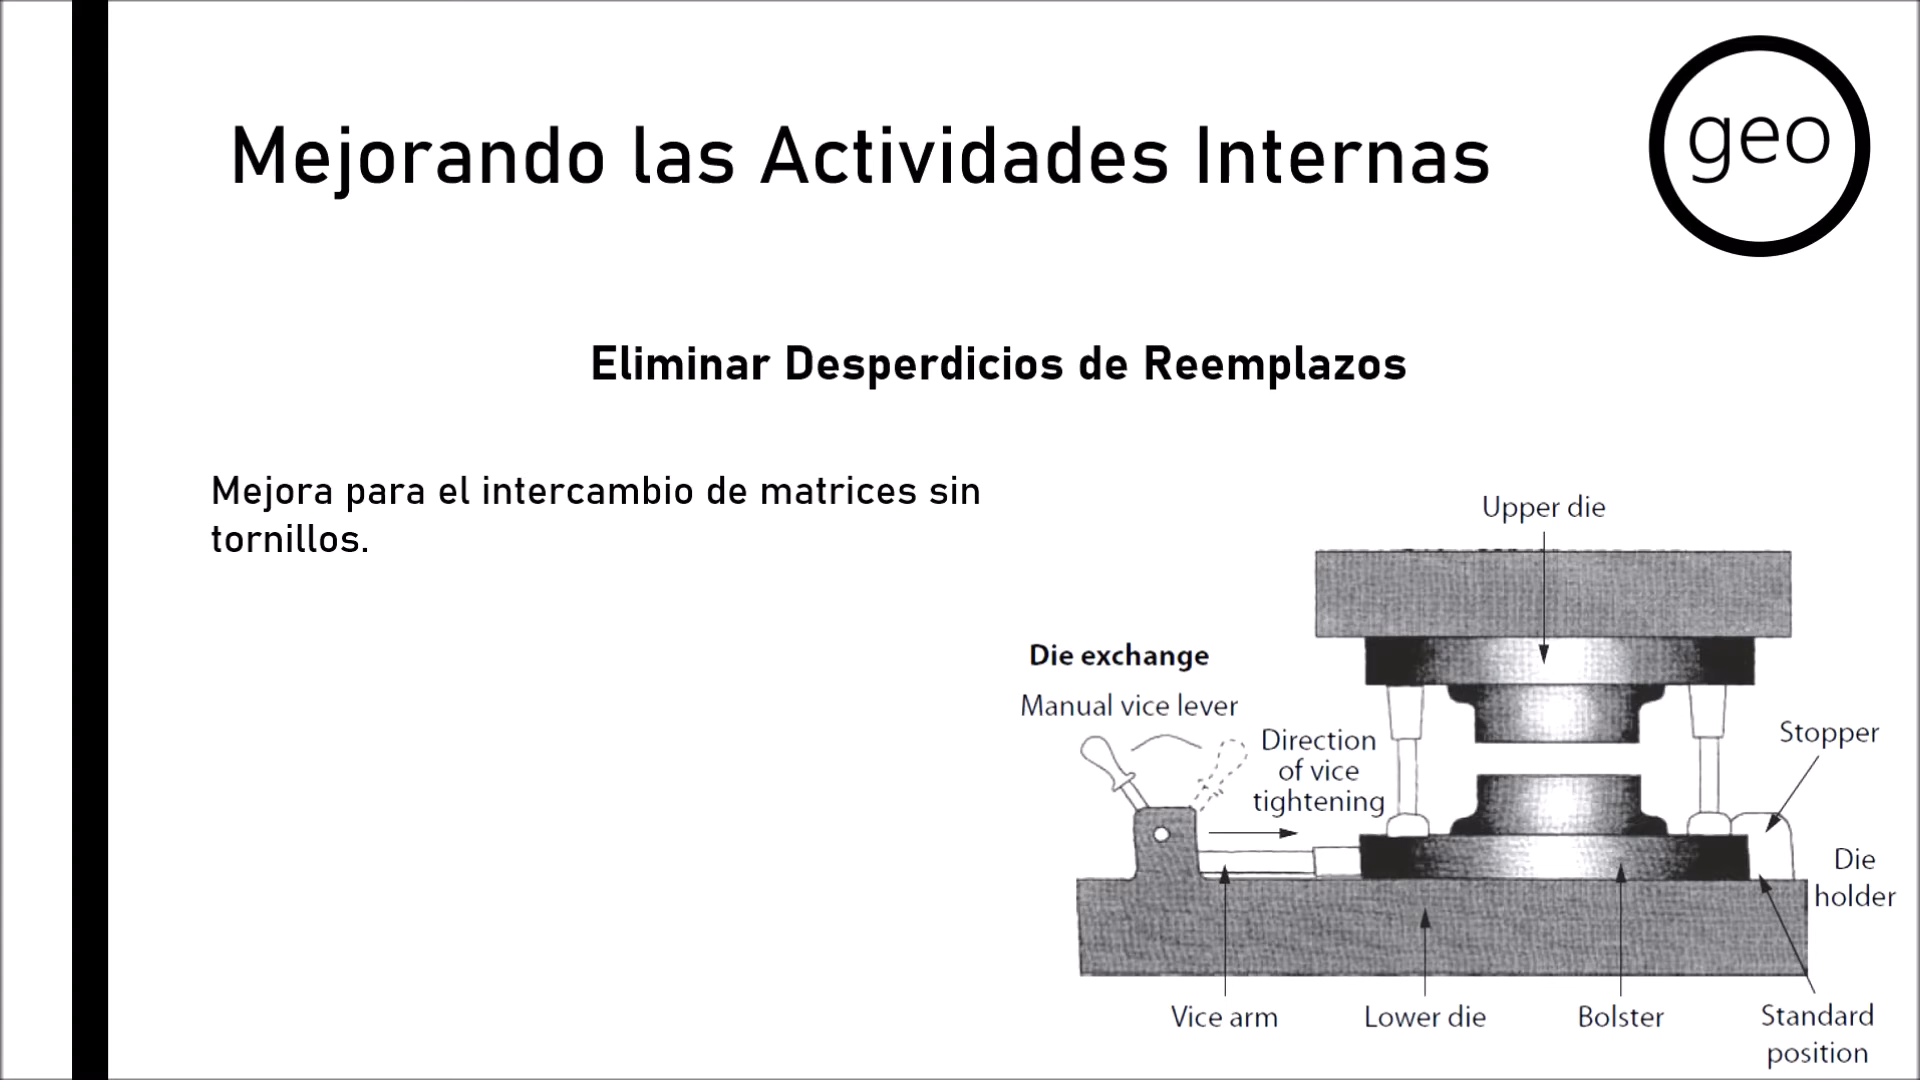 geo
Mejorando las Actividades Internas
Eliminar Desperdicios de Reemplazos
Mejora para el intercambio de matrices sin
tornillos.
Upper die
Die exchange
Manual vice lever
Direction
of vice
tightening
Stopper
Die
holder
Vice arm
Lower die
Bolster
Standard
position